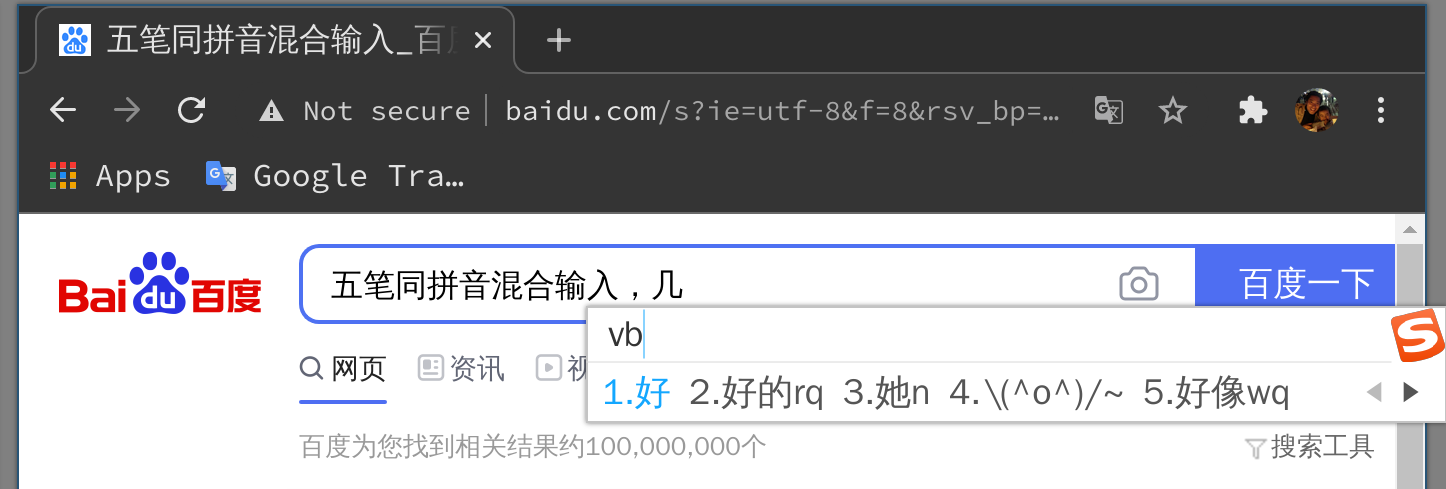 五笔同拼音混合输入_百度
Not secure baidu.com/s?ie=utf-8&f=8&rsv_bp=…
Apps Google Tra…
Bai du 百度 五笔同拼音混合输入，几 百度一下
vb
网页 资讯 视
1.好 2.好的rq 3.她n 4.\(^o^)/~ 5.好像wq
百度为您找到相关结果约100,000,000个 搜索工具